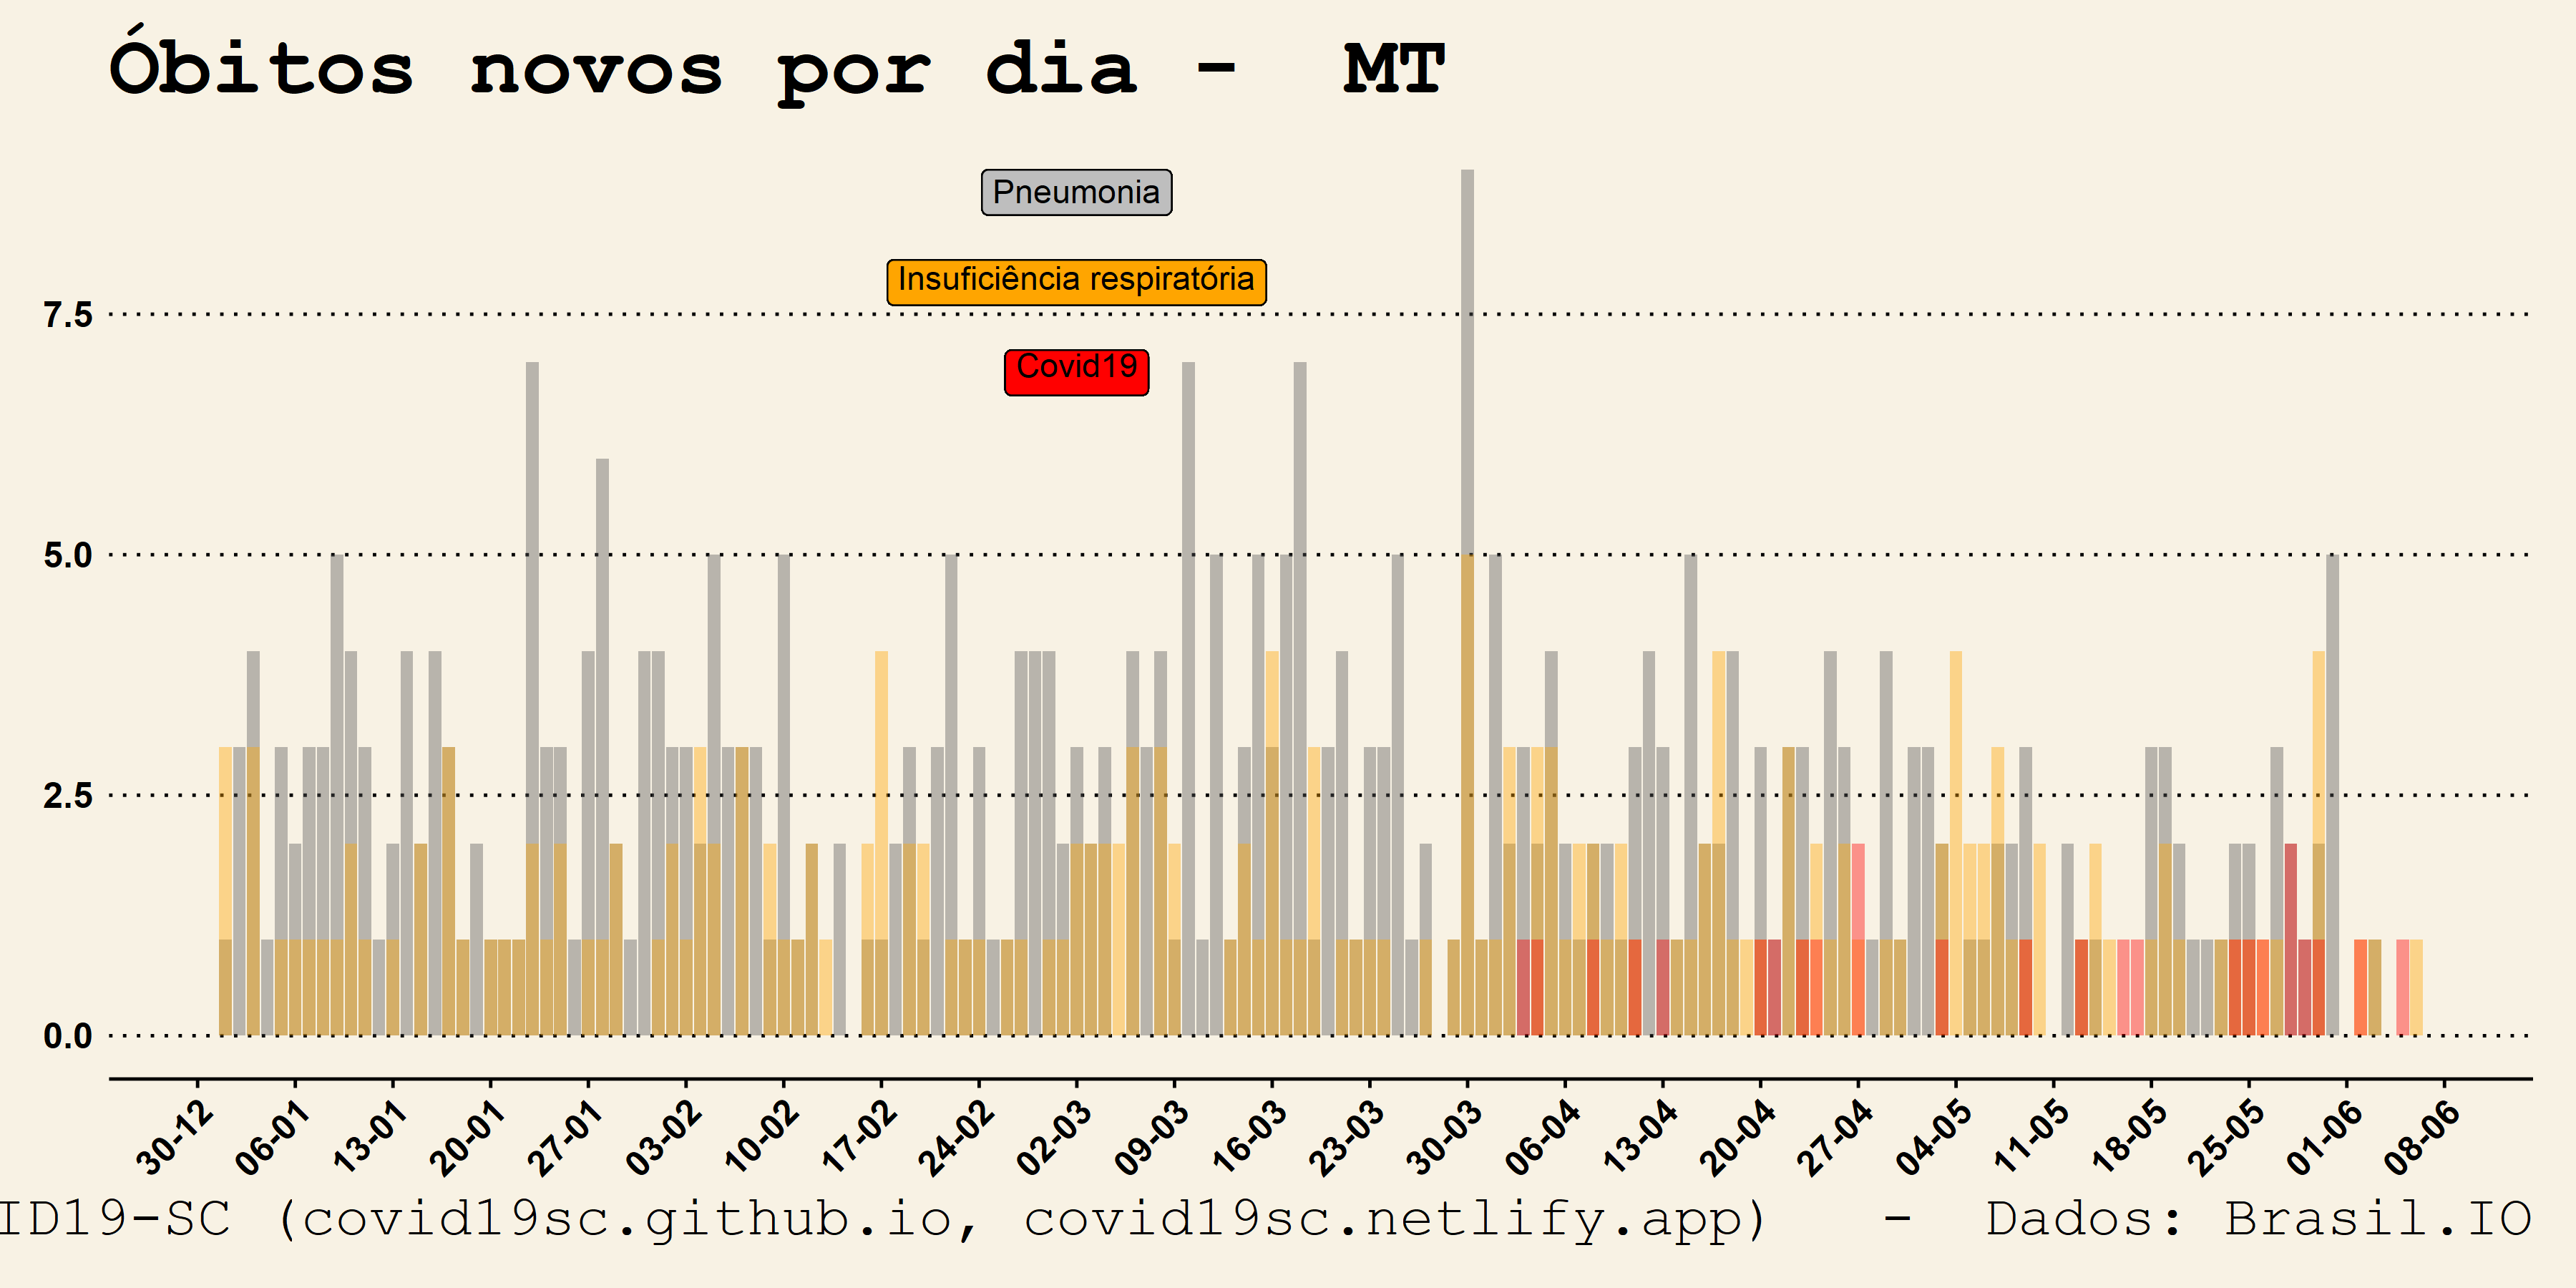 Óbitos novos por dia - MT
Pneumonia
Insuficiência respiratória
Covid19
7.5
5.0
2.5
0.0
30-12 06-01 13-01 20-01 27-01 03-02 10-02 17-02 24-02 02-03 09-03 16-03 23-03 30-03 06-04 13-04 20-04 27-04 04-05 11-05 18-05 25-05 01-06 08-06
ID19-SC (covid19sc.github.io, covid19sc.netlify.app) - Dados: Brasil.IO